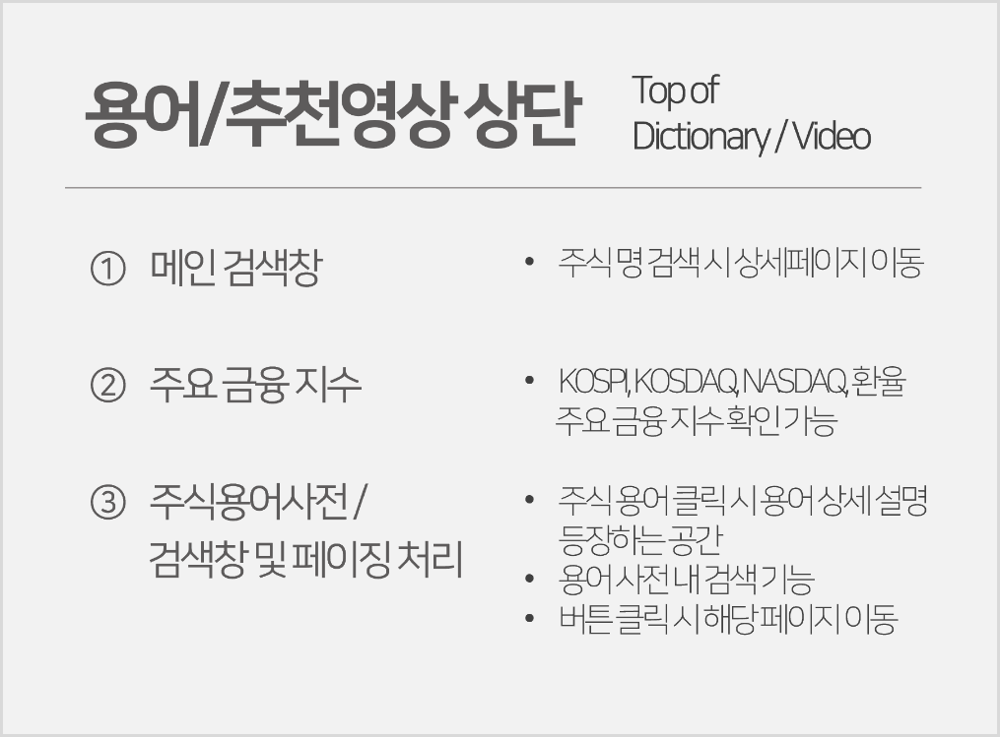 용어/추천영상 상단
Top of
Dictionary / Video
① 메인 검색창
• 주식 명 검색 시 상세페이지 이동
② 주요 금융 지수
• KOSPI, KOSDAQ, NASDAQ, 환율
주요 금융 지수 확인 가능
③ 주식용어사전 /
검색창 및 페이징 처리
• 주식 용어 클릭 시 용어 상세 설명
등장하는 공간
• 용어 사전 내 검색 기능
• 버튼 클릭 시 해당 페이지 이동